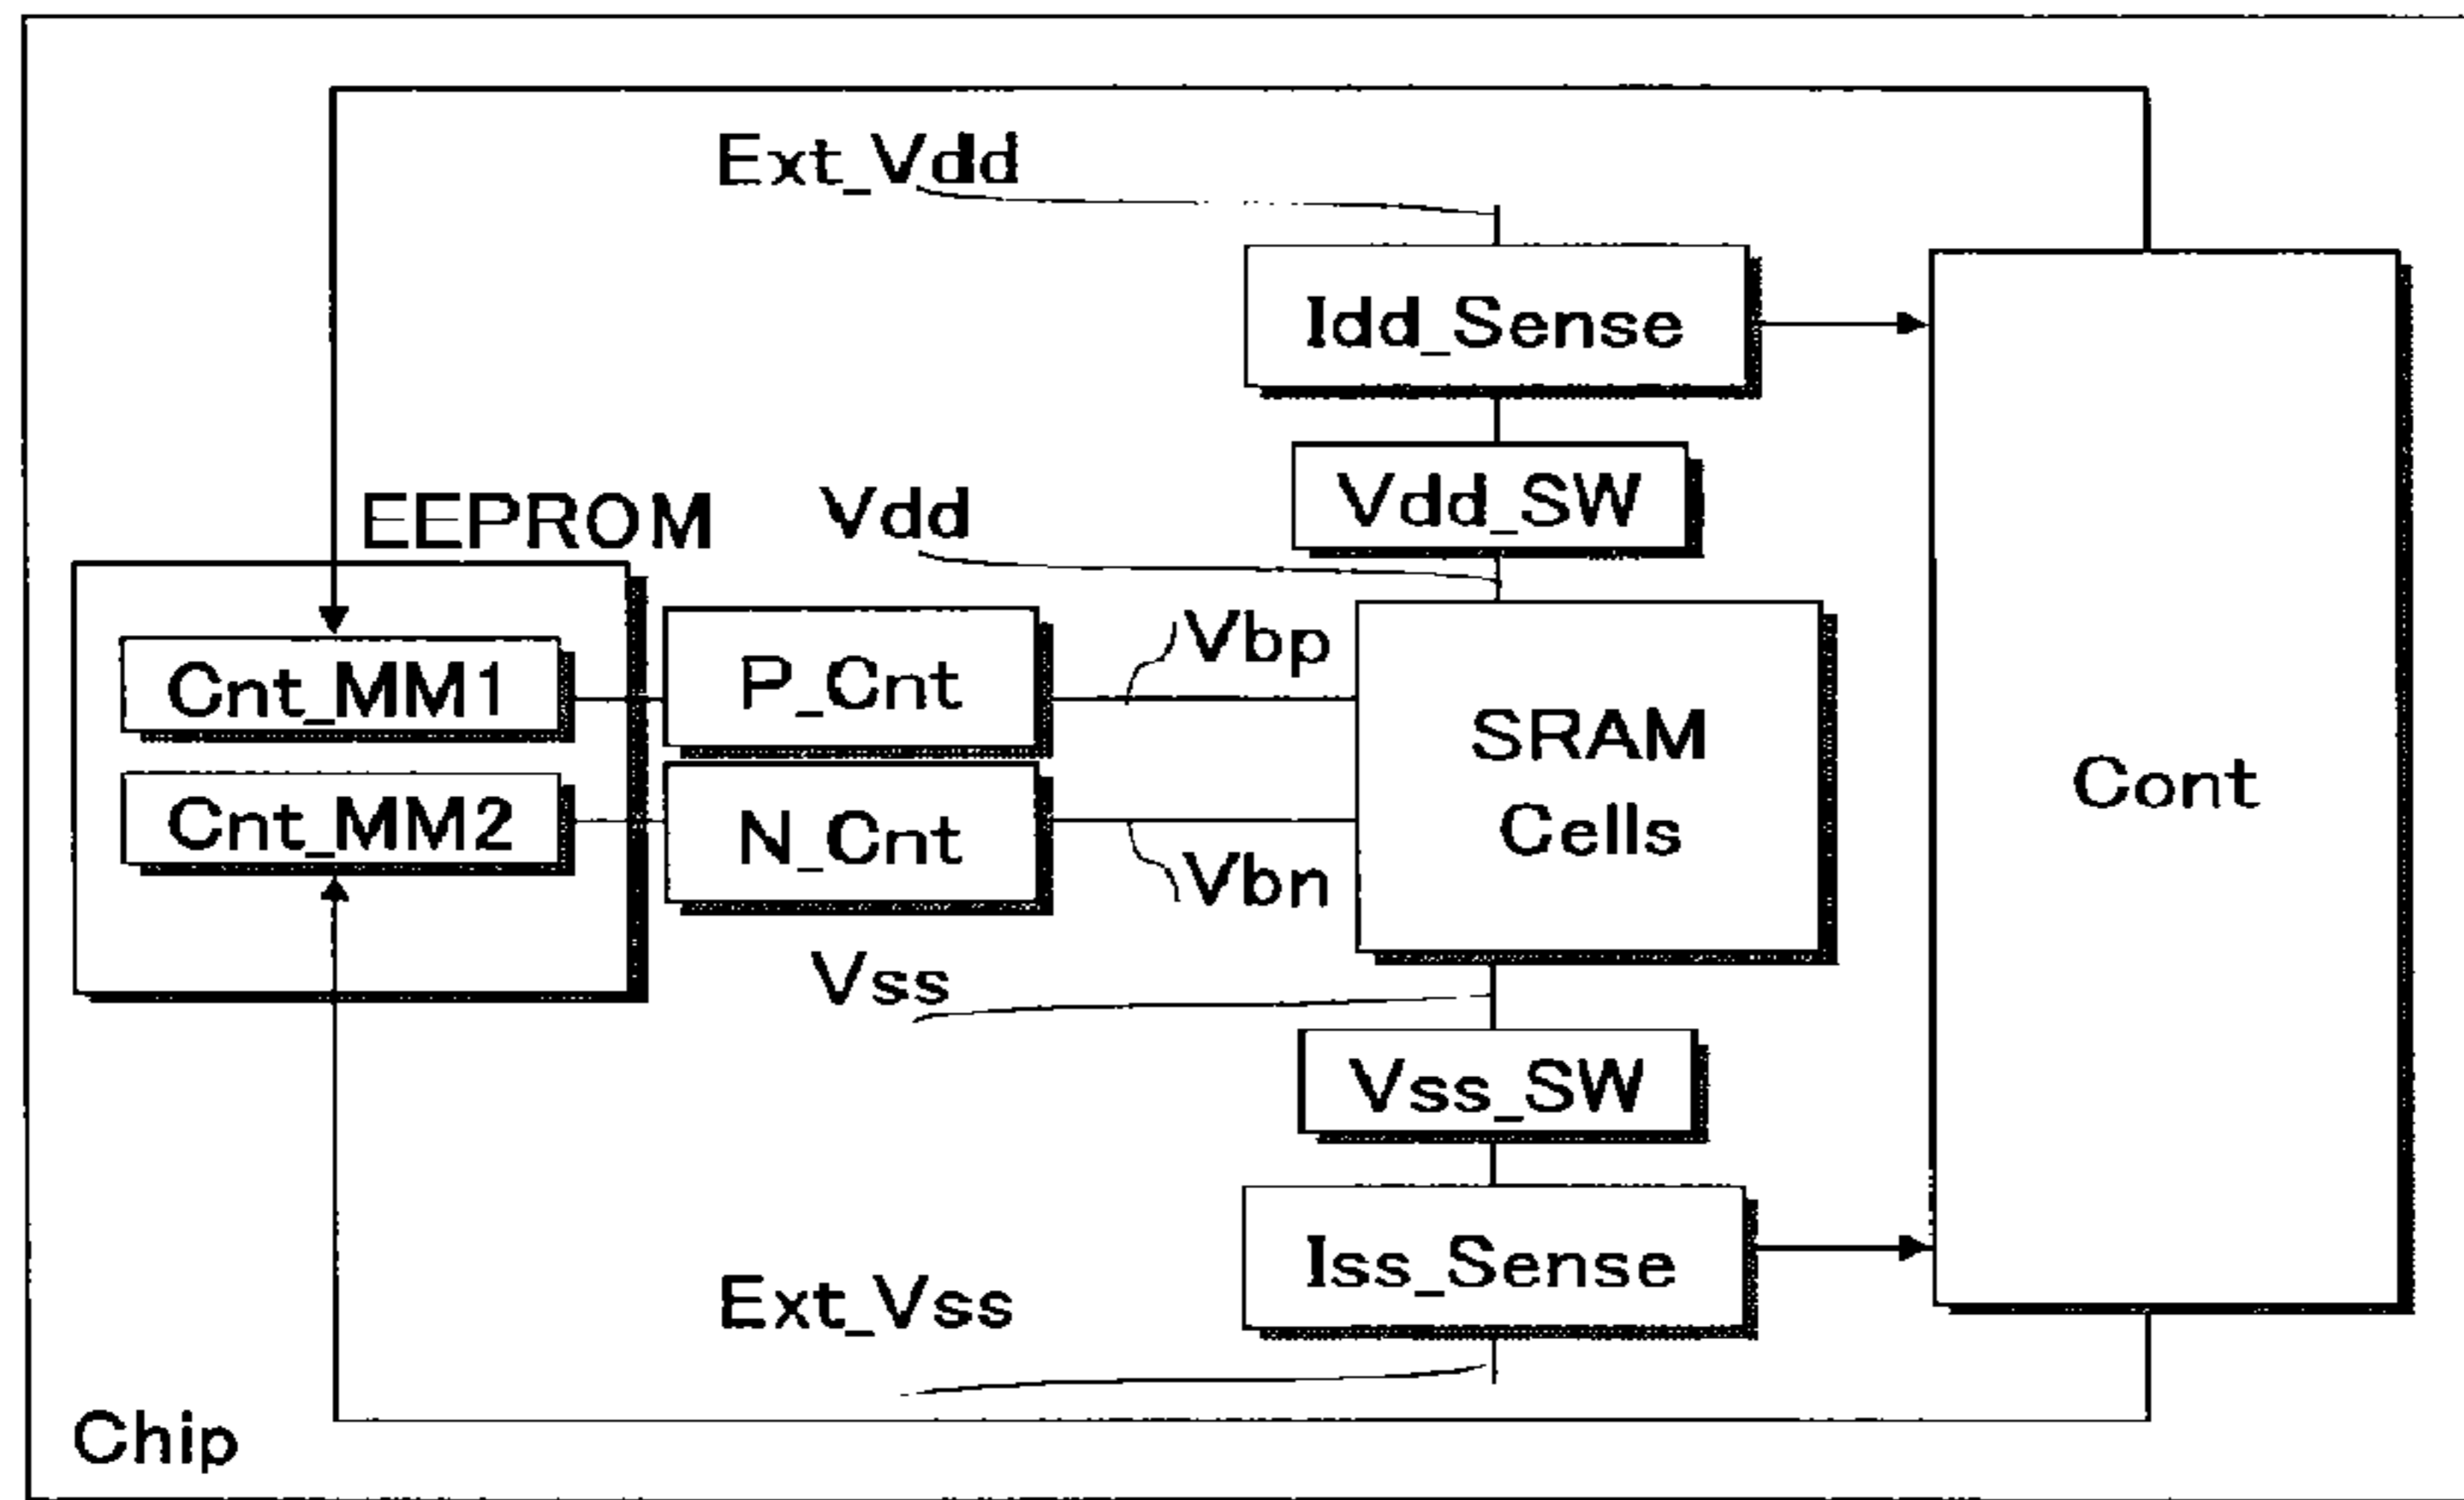 Ext_Vdd
Idd_Sense
Vdd_SW
Vdd
EEPROM
Cnt_MM1
P_Cnt
Vbp
SRAM
Cells
Cont
Cnt_MM2
N_Cnt
Vbn
Vss
Vss_SW
Iss_Sense
Ext_Vss
Chip